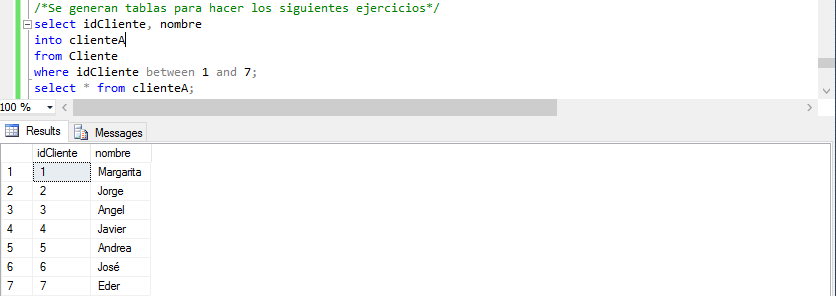 /*Se generan tablas para hacer los siguientes ejercicios*/
select idCliente, nombre
into clienteA
from Cliente
where idCliente between 1 and 7;
select * from clienteA;
100 %
Results Messages
idCliente nombre
1 1 Margarita
2 2 Jorge
3 3 Angel
4 4 Javier
5 5 Andrea
6 6 José
7 7 Eder